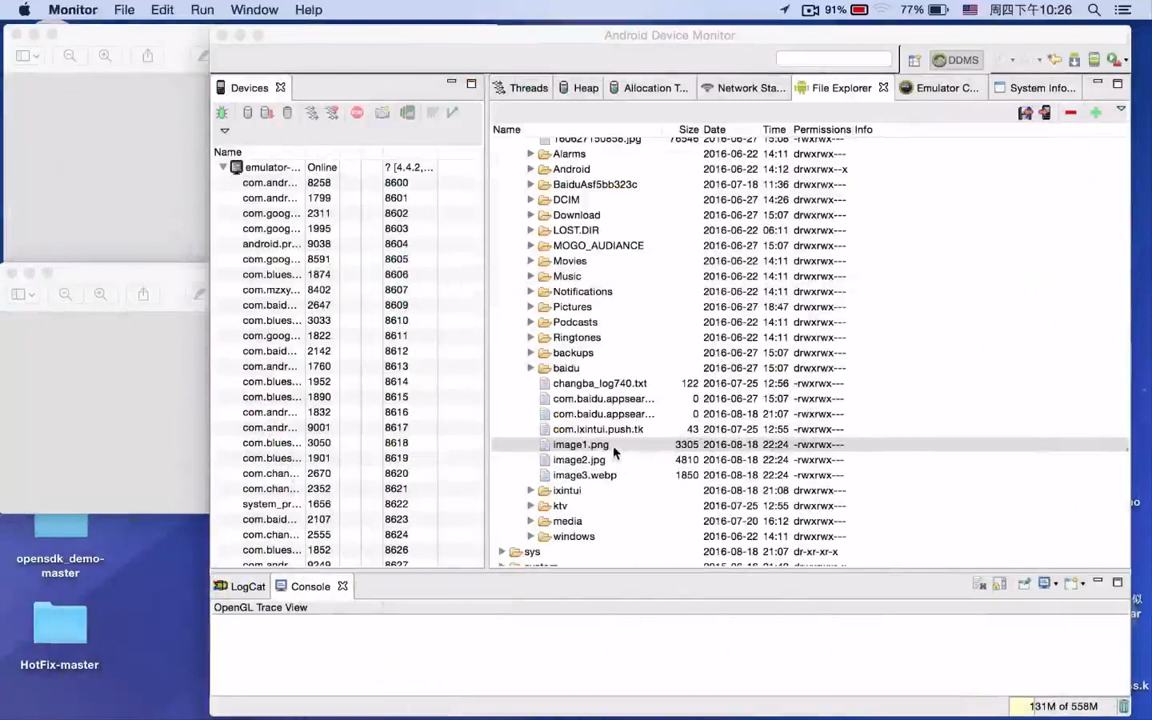 Monitor File Edit Run Window Help 91% 77% 周四下午10:26
Android Device Monitor
DDMS
Devices
Threads Heap Allocation T... Network Sta... File Explorer Emulator C... System Info...
Name
emulator-... Online ? [4.4.2,...
com.andr... 8258 8600
com.andr... 1799 8601
com.goog... 2311 8602
com.goog... 1995 8603
android.pr... 9038 8604
com.goog... 8591 8605
com.blues... 1874 8606
com.mzxy... 8402 8607
com.baid... 2647 8609
com.blues... 3033 8610
com.goog... 1822 8611
com.baid... 2142 8612
com.andr... 1760 8613
com.blues... 1952 8614
com.blues... 1890 8615
com.andr... 1832 8616
com.andr... 9001 8617
com.blues... 3050 8618
com.blues... 1901 8619
com.chan... 2670 8620
com.chan... 2352 8621
system_pr... 1656 8622
com.baid... 2107 8623
com.chan... 2555 8624
com.blues... 1852 8626
com.andr... 9249 8627
Name Size Date Time Permissions Info
160627150858.jpg 76546 2016-06-27 15:08 -rwxrwx---
Alarms 2016-06-22 14:11 drwxrwx---
Android 2016-06-22 14:12 drwxrwx--x
BaiduAsf5bb323c 2016-07-18 11:36 drwxrwx---
DCIM 2016-06-27 14:26 drwxrwx---
Download 2016-06-27 15:07 drwxrwx---
LOST.DIR 2016-06-22 06:11 drwxrwx---
MOGO_AUDIANCE 2016-06-27 15:07 drwxrwx---
Movies 2016-06-22 14:11 drwxrwx---
Music 2016-06-22 14:11 drwxrwx---
Notifications 2016-06-22 14:11 drwxrwx---
Pictures 2016-06-27 18:47 drwxrwx---
Podcasts 2016-06-22 14:11 drwxrwx---
Ringtones 2016-06-22 14:11 drwxrwx---
backups 2016-06-27 15:07 drwxrwx---
baidu 2016-06-27 15:07 drwxrwx---
changba_log740.txt 122 2016-07-25 12:56 -rwxrwx---
com.baidu.appsear... 0 2016-06-27 15:07 -rwxrwx---
com.baidu.appsear... 0 2016-08-18 21:07 -rwxrwx---
com.ixintui.push.tk 43 2016-07-25 12:55 -rwxrwx---
image1.png 3305 2016-08-18 22:24 -rwxrwx---
image2.jpg 4810 2016-08-18 22:24 -rwxrwx---
image3.webp 1850 2016-08-18 22:24 -rwxrwx---
ixintui 2016-08-18 21:08 drwxrwx---
ktv 2016-07-25 12:55 drwxrwx---
media 2016-07-20 16:12 drwxrwx---
windows 2016-06-22 14:11 drwxrwx---
sys 2016-08-18 21:07 dr-xr-xr-x
LogCat Console
OpenGL Trace View
131M of 558M
opensdk_demo-
master
HotFix-master